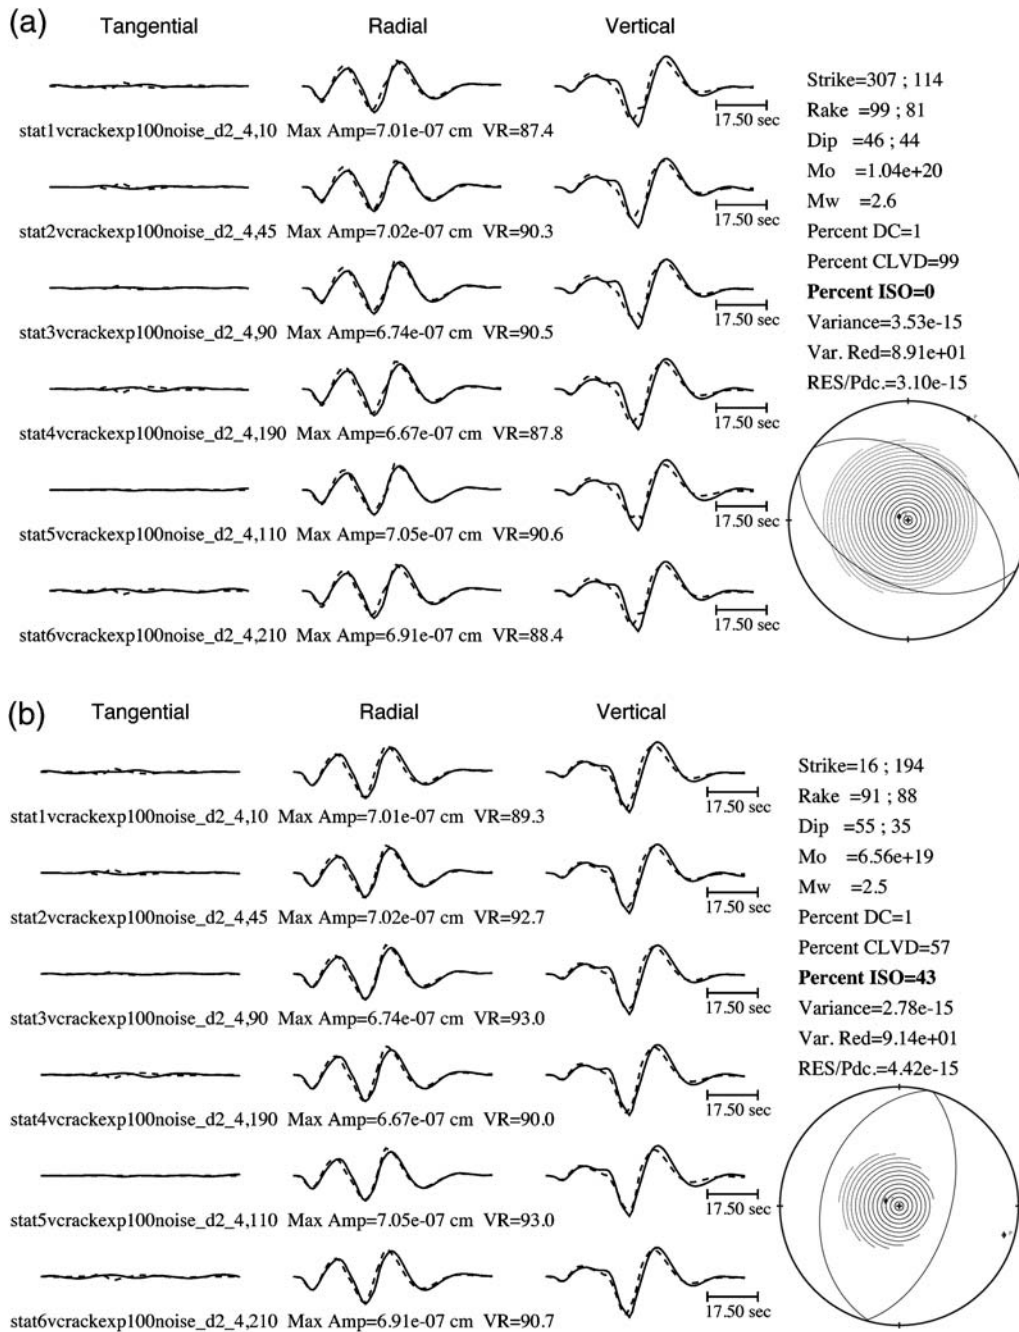 (a)
Tangential Radial Vertical
17.50 sec
stat1vcrackexp100noise_d2_4,10 Max Amp=7.01e-07 cm VR=87.4
17.50 sec
stat2vcrackexp100noise_d2_4,45 Max Amp=7.02e-07 cm VR=90.3
17.50 sec
stat3vcrackexp100noise_d2_4,90 Max Amp=6.74e-07 cm VR=90.5
17.50 sec
stat4vcrackexp100noise_d2_4,190 Max Amp=6.67e-07 cm VR=87.8
17.50 sec
stat5vcrackexp100noise_d2_4,110 Max Amp=7.05e-07 cm VR=90.6
17.50 sec
stat6vcrackexp100noise_d2_4,210 Max Amp=6.91e-07 cm VR=88.4
Strike=307 ; 114
Rake =99 ; 81
Dip =46 ; 44
Mo =1.04e+20
Mw =2.6
Percent DC=1
Percent CLVD=99
Percent ISO=0
Variance=3.53e-15
Var. Red=8.91e+01
RES/Pdc.=3.10e-15
(b)
Tangential Radial Vertical
17.50 sec
stat1vcrackexp100noise_d2_4,10 Max Amp=7.01e-07 cm VR=89.3
17.50 sec
stat2vcrackexp100noise_d2_4,45 Max Amp=7.02e-07 cm VR=92.7
17.50 sec
stat3vcrackexp100noise_d2_4,90 Max Amp=6.74e-07 cm VR=93.0
17.50 sec
stat4vcrackexp100noise_d2_4,190 Max Amp=6.67e-07 cm VR=90.0
17.50 sec
stat5vcrackexp100noise_d2_4,110 Max Amp=7.05e-07 cm VR=93.0
17.50 sec
stat6vcrackexp100noise_d2_4,210 Max Amp=6.91e-07 cm VR=90.7
Strike=16 ; 194
Rake =91 ; 88
Dip =55 ; 35
Mo =6.56e+19
Mw =2.5
Percent DC=1
Percent CLVD=57
Percent ISO=43
Variance=2.78e-15
Var. Red=9.14e+01
RES/Pdc.=4.42e-15